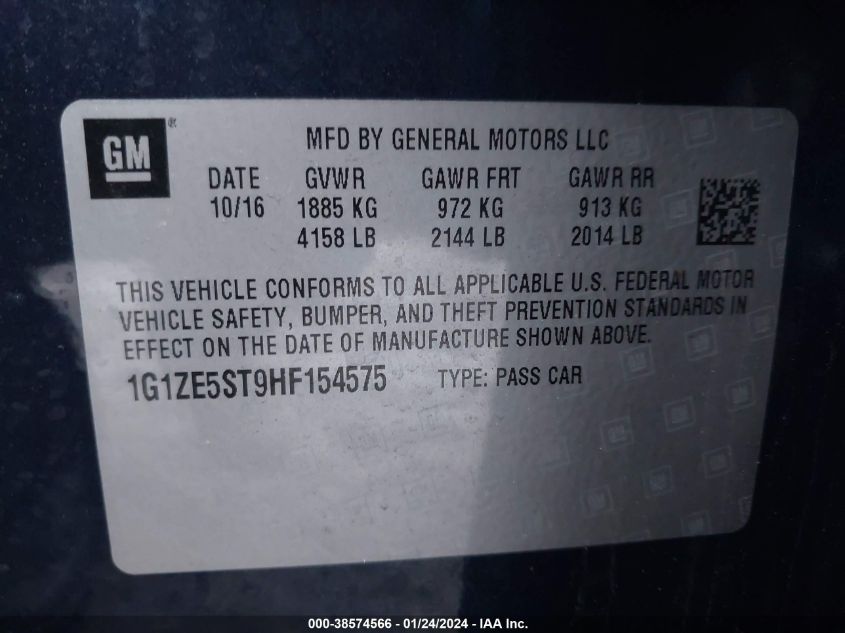 GM®
MFD BY GENERAL MOTORS LLC
DATE GVWR GAWR FRT GAWR RR
10/16 1885 KG 972 KG 913 KG
4158 LB 2144 LB 2014 LB
THIS VEHICLE CONFORMS TO ALL APPLICABLE U.S. FEDERAL MOTOR
VEHICLE SAFETY, BUMPER, AND THEFT PREVENTION STANDARDS IN
EFFECT ON THE DATE OF MANUFACTURE SHOWN ABOVE.
1G1ZE5ST9HF154575 TYPE: PASS CAR
000-38574566 - 01/24/2024 - IAA Inc.